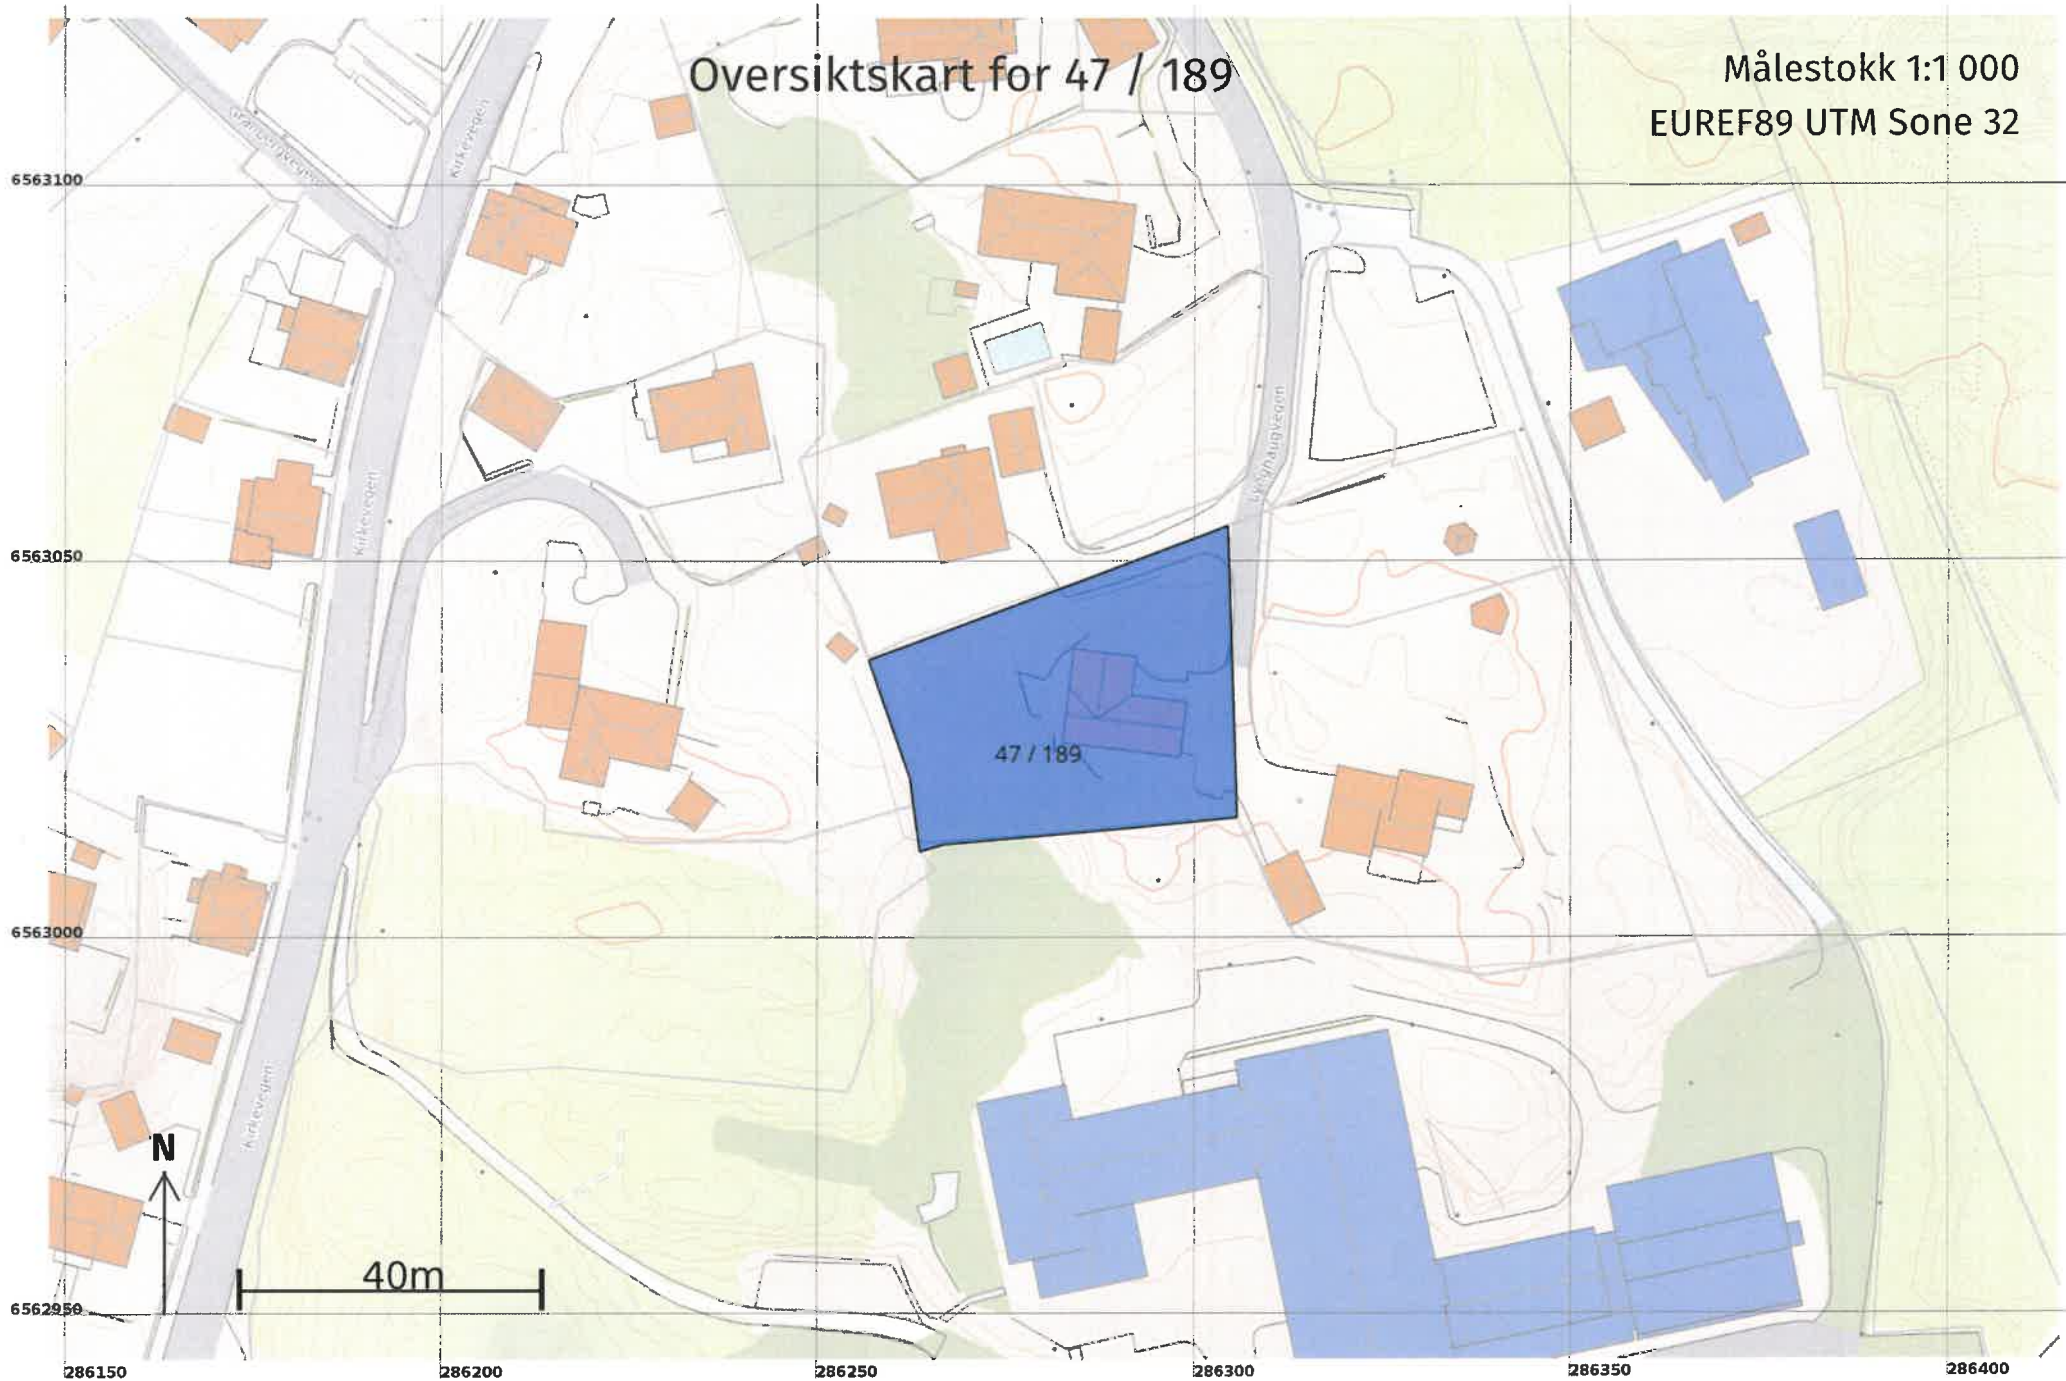 Oversiktskart for 47 / 189
Målestokk 1:1 000
EUREF89 UTM Sone 32
Kirkevegen
6563100
Lynghaugvegen
Kirkevegen
6563050
47 / 189
6563000
Kirkevegen
N
40m
6562950
286150
286200
286250
286300
286350
286400